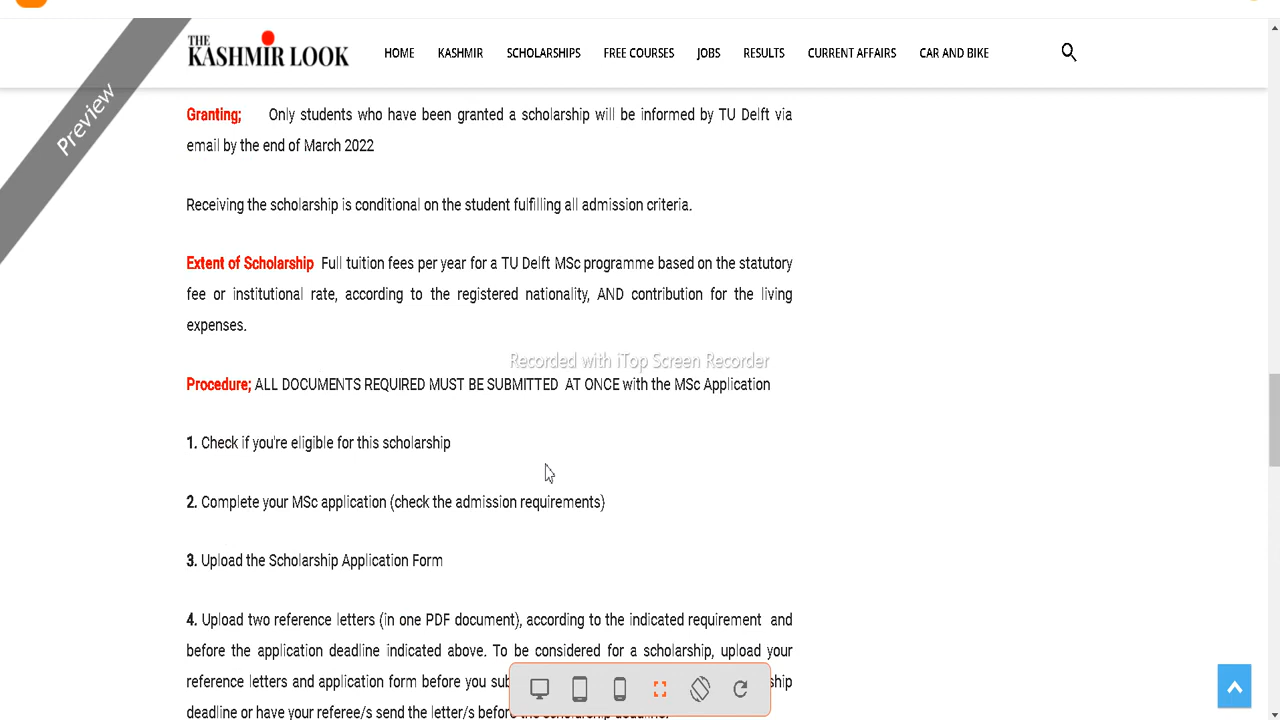 Preview
THE
KASHMIR LOOK
HOME KASHMIR SCHOLARSHIPS FREE COURSES JOBS RESULTS CURRENT AFFAIRS CAR AND BIKE
Granting; Only students who have been granted a scholarship will be informed by TU Delft via
email by the end of March 2022
Receiving the scholarship is conditional on the student fulfilling all admission criteria.
Extent of Scholarship Full tuition fees per year for a TU Delft MSc programme based on the statutory
fee or institutional rate, according to the registered nationality, AND contribution for the living
expenses.
Recorded with iTop Screen Recorder
Procedure; ALL DOCUMENTS REQUIRED MUST BE SUBMITTED AT ONCE with the MSc Application
1. Check if you're eligible for this scholarship
2. Complete your MSc application (check the admission requirements)
3. Upload the Scholarship Application Form
4. Upload two reference letters (in one PDF document), according to the indicated requirement and
before the application deadline indicated above. To be considered for a scholarship, upload your
reference letters and application form before you
deadline or have your referee/s send the letter/s before the scholarship deadline.